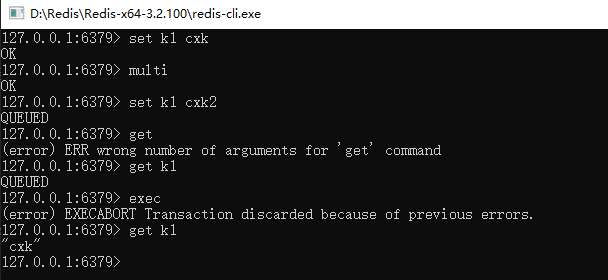 D:\Redis\Redis-x64-3.2.100\redis-cli.exe
127.0.0.1:6379> set k1 cxk
OK
127.0.0.1:6379> multi
OK
127.0.0.1:6379> set k1 cxk2
QUEUED
127.0.0.1:6379> get
(error) ERR wrong number of arguments for 'get' command
127.0.0.1:6379> get k1
QUEUED
127.0.0.1:6379> exec
(error) EXECABORT Transaction discarded because of previous errors.
127.0.0.1:6379> get k1
"cxk"
127.0.0.1:6379>